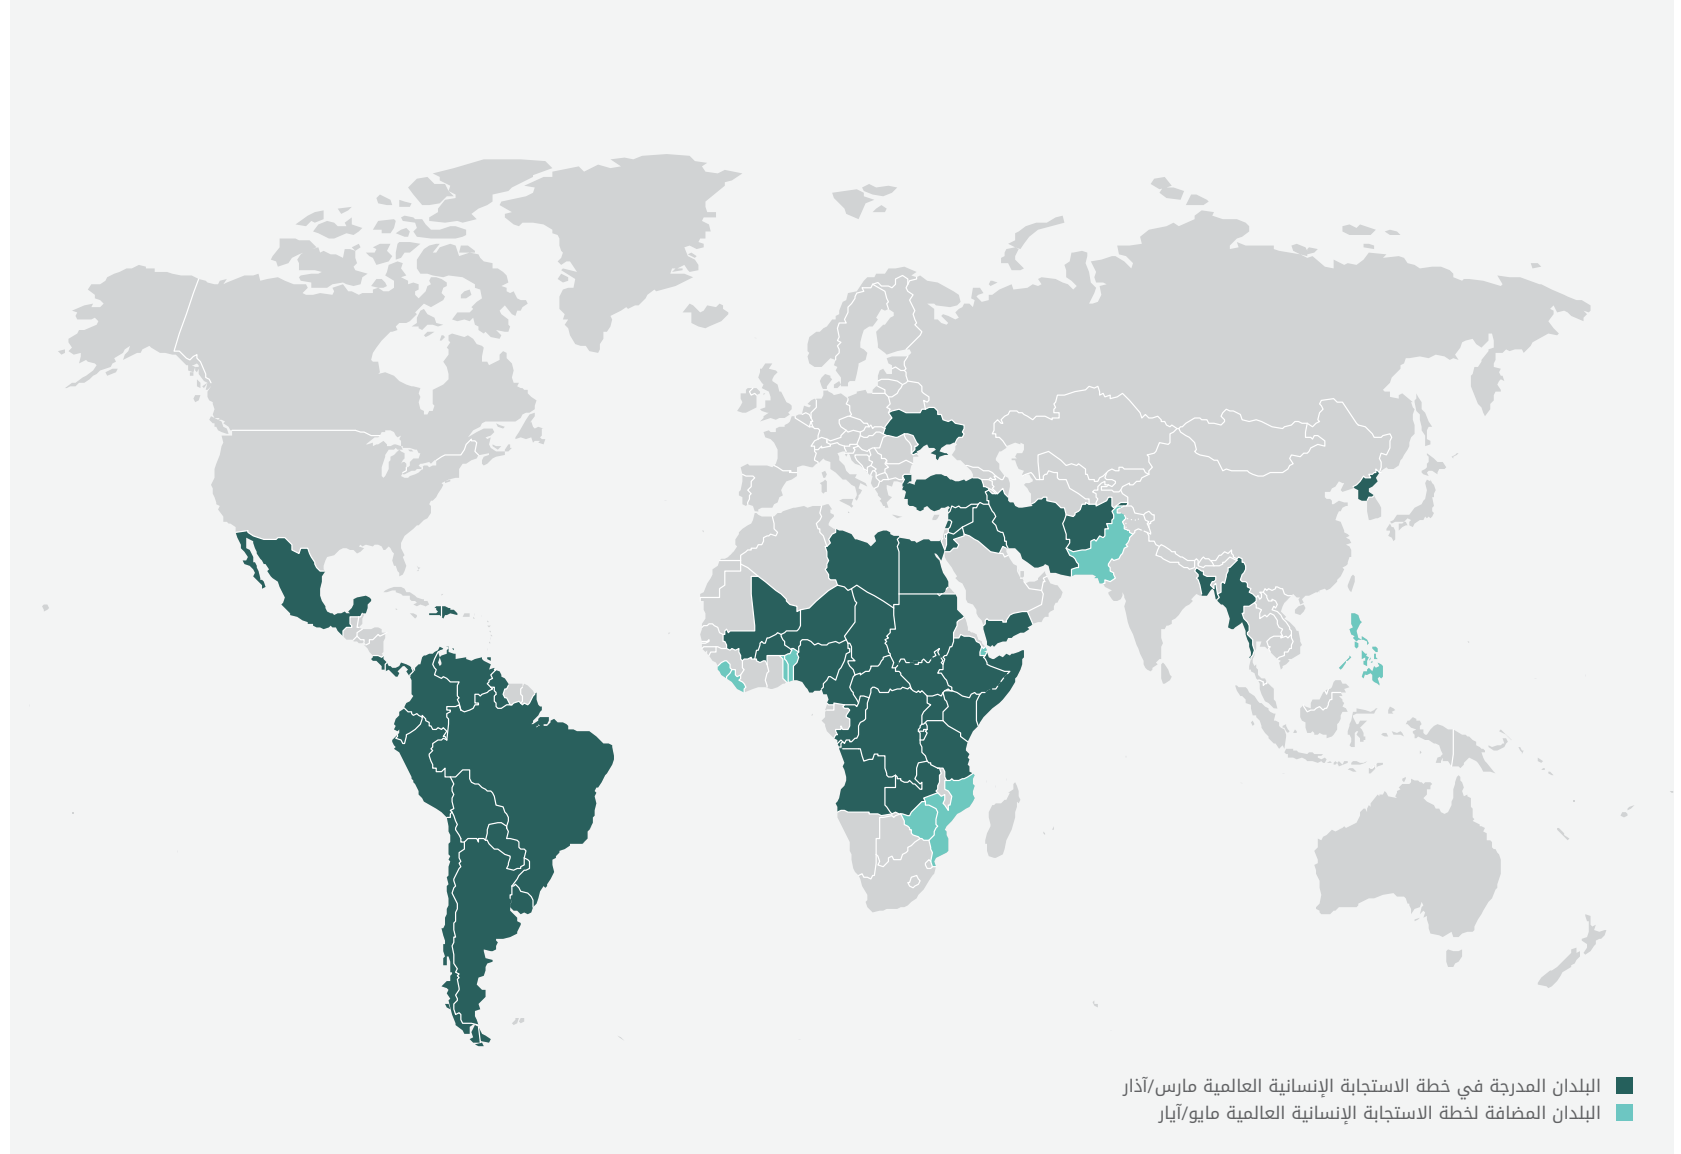 البلدان المدرجة في خطة الاستجابة الإنسانية العالمية مارس/آذار
البلدان المضافة لخطة الاستجابة الإنسانية العالمية مايو/آيار